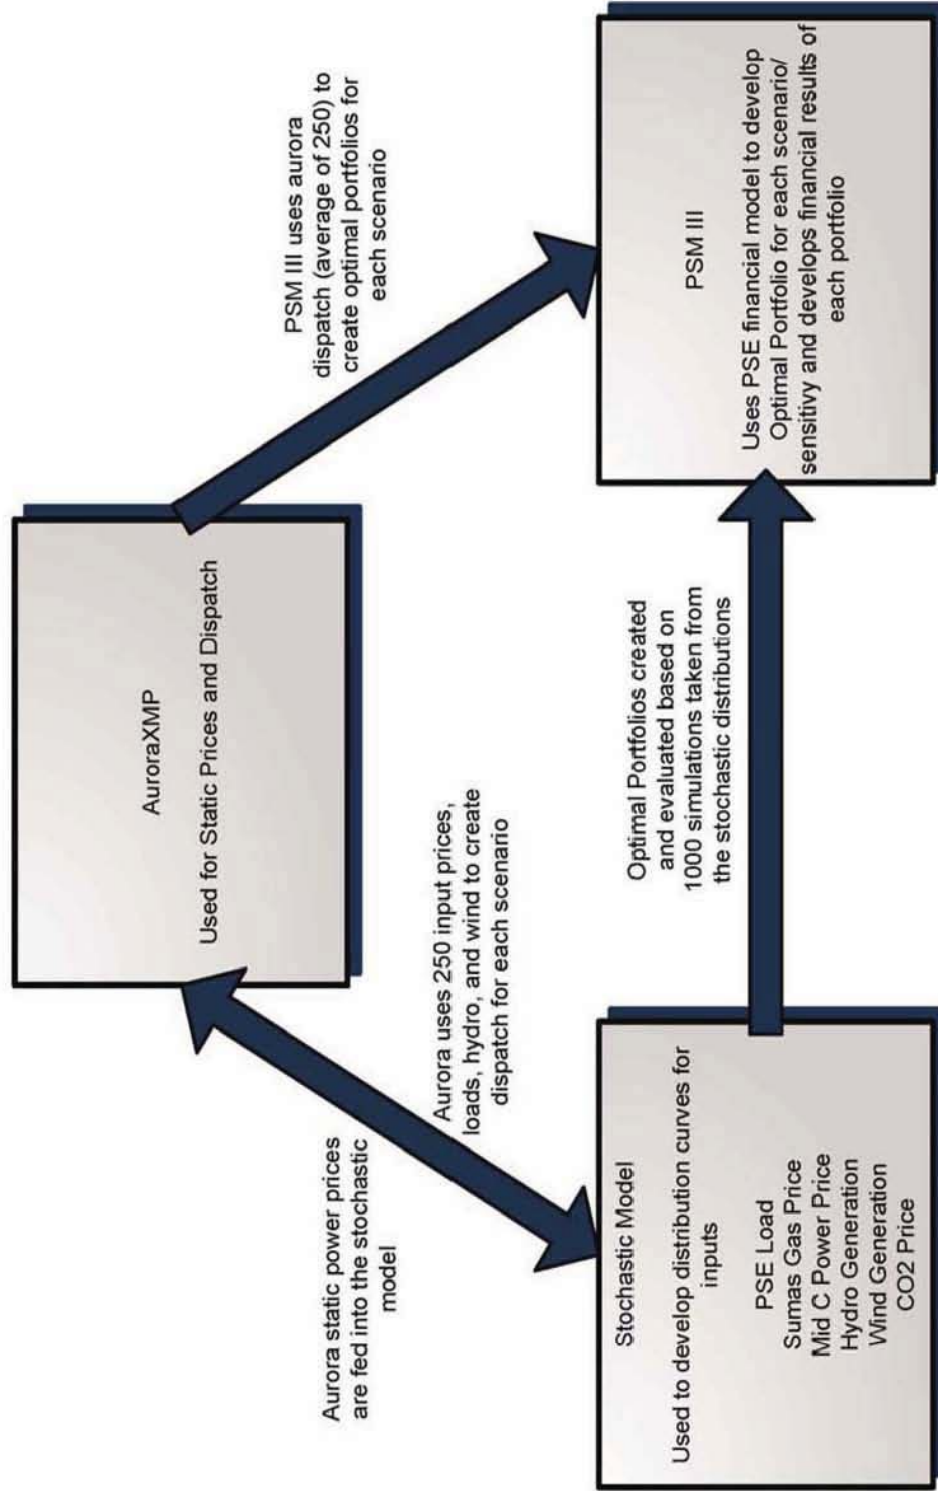 AuroraXMP
Used for Static Prices and Dispatch
Aurora static power prices
are fed into the stochastic
model
Aurora uses 250 input prices,
loads, hydro, and wind to create
dispatch for each scenario
PSM III uses aurora
dispatch (average of 250) to
create optimal portfolios for
each scenario
Stochastic Model
Used to develop distribution curves for
inputs
PSE Load
Sumas Gas Price
Mid C Power Price
Hydro Generation
Wind Generation
CO2 Price
Optimal Portfolios created
and evaluated based on
1000 simulations taken from
the stochastic distributions
PSM III
Uses PSE financial model to develop
Optimal Portfolio for each scenario/
sensitivy and develops financial results of
each portfolio